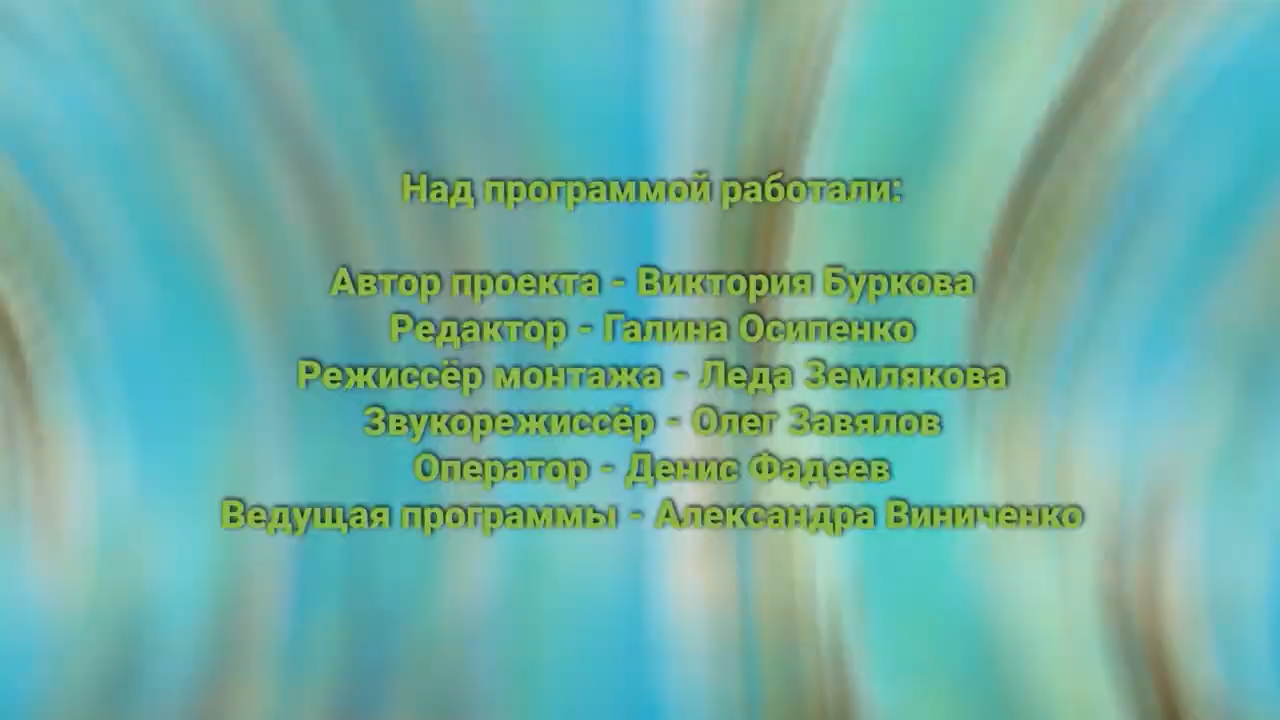 Над программой работали:
Автор проекта - Виктория Буркова
Редактор - Галина Осипенко
Режиссёр монтажа - Леда Землякова
Звукорежиссёр - Олег Завялов
Оператор - Денис Фадеев
Ведущая программы - Александра Виниченко